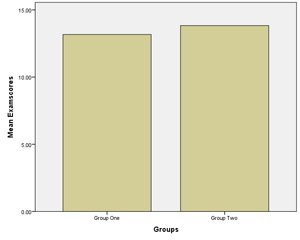 15.00
10.00
5.00
0.00
Mean Examscores
Group One
Group Two
Groups